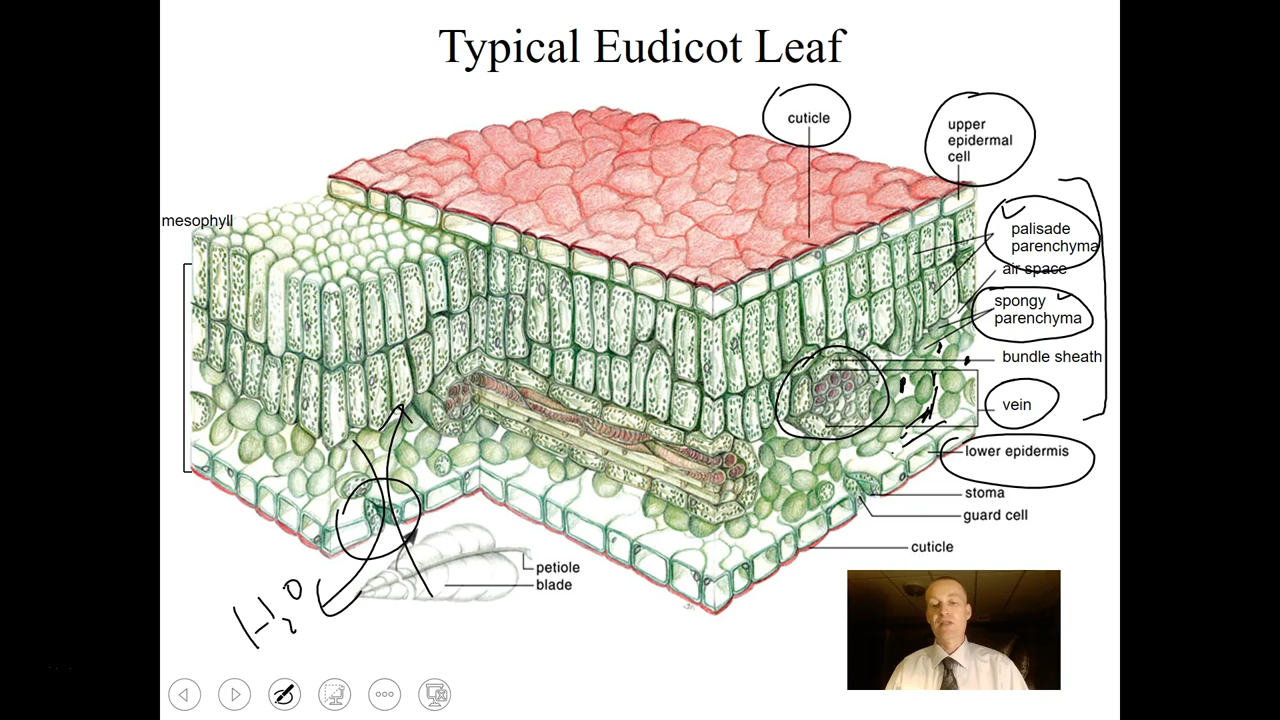 Typical Eudicot Leaf
cuticle
upper
epidermal
cell
mesophyll
palisade
parenchyma
air space
spongy
parenchyma
bundle sheath
vein
lower epidermis
stoma
guard cell
cuticle
petiole
blade
H2O